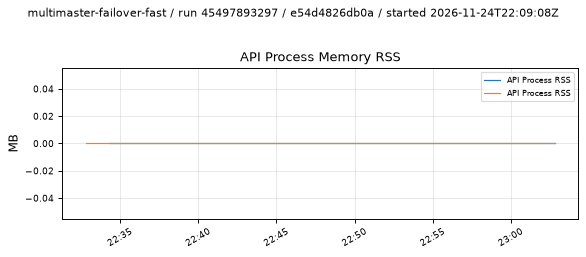 multimaster-failover-fast / run 45497893297 / e54d4826db0a / started 2026-11-24T22:09:08Z
API Process Memory RSS
API Process RSS
API Process RSS
MB
0.04
0.02
0.00
−0.02
−0.04
22:35
22:40
22:45
22:50
22:55
23:00